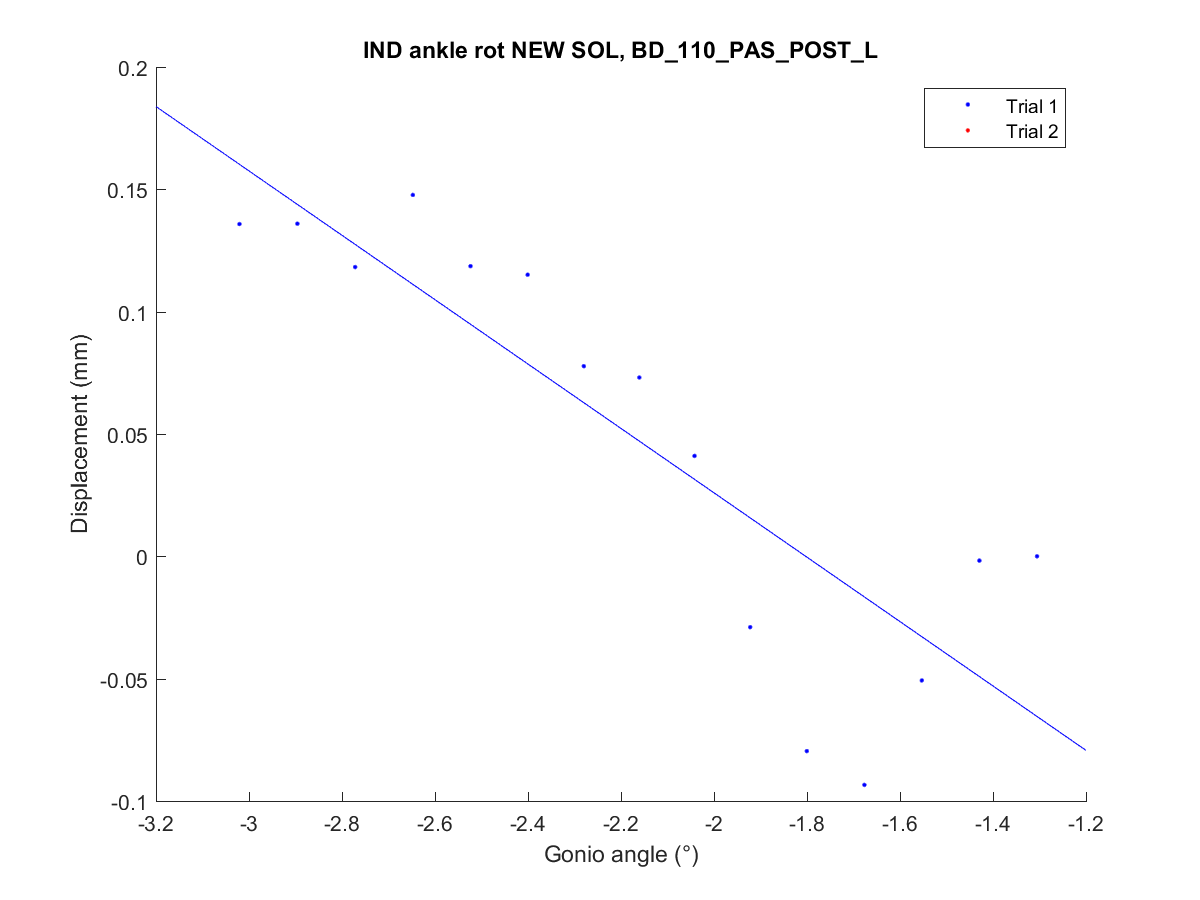 IND ankle rot NEW SOL, BD_110_PAS_POST_L
Trial 1
Trial 2
0.2
0.15
0.1
0.05
0
-0.05
-0.1
Displacement (mm)
-3.2 -3 -2.8 -2.6 -2.4 -2.2 -2 -1.8 -1.6 -1.4 -1.2
Gonio angle (°)